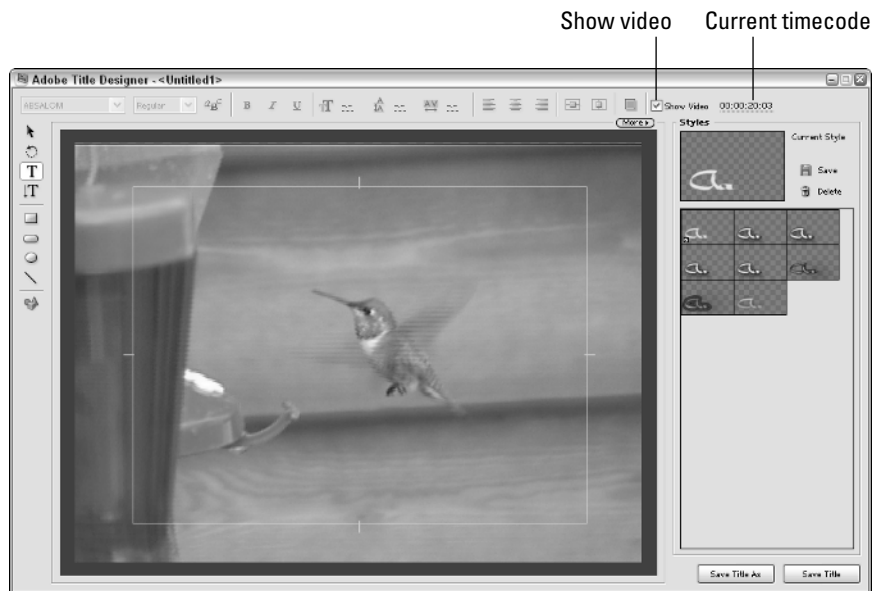 Show video Current timecode
Adobe Title Designer - <Untitled1>
ABSALOM Regular B I U Show Video 00:00:20:03
More
Styles
Current Style
Save
Delete
T
T
a.
a. a. a.
a. a. a.
a. a.
Save Title As Save Title